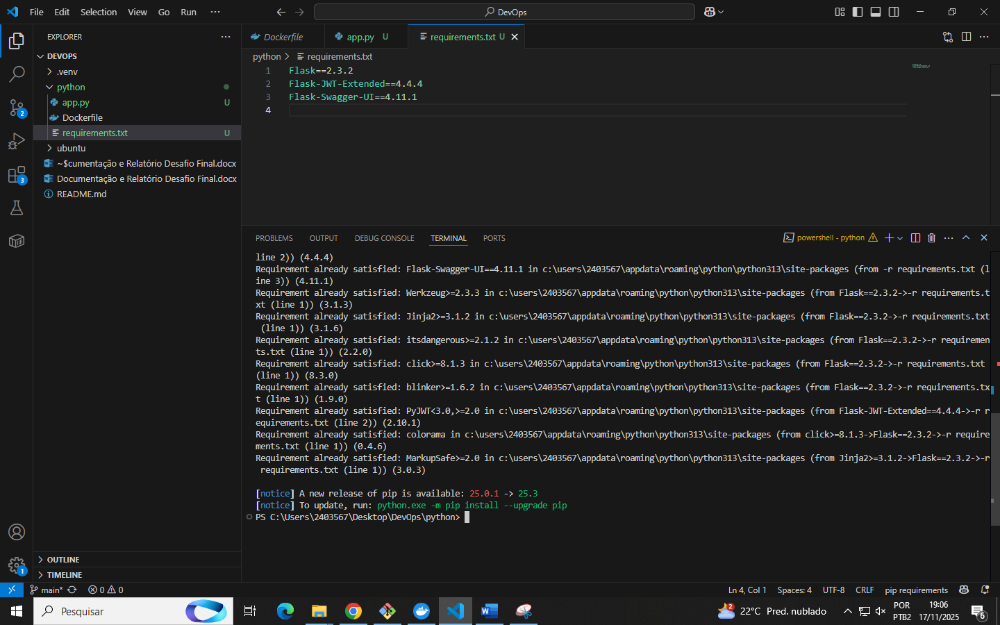 File Edit Selection View Go Run ···
DevOps
EXPLORER
DEVOPS
.venv
python
app.py U
Dockerfile
requirements.txt U
ubuntu
~$cumentação e Relatório Desafio Final.docx
Documentação e Relatório Desafio Final.docx
README.md
OUTLINE
TIMELINE
2
3
1
Dockerfile
app.py U
requirements.txt U
python > requirements.txt
1 Flask==2.3.2
2 Flask-JWT-Extended==4.4.4
3 Flask-Swagger-UI==4.11.1
4
PROBLEMS OUTPUT DEBUG CONSOLE TERMINAL PORTS
powershell - python
line 2)) (4.4.4)
Requirement already satisfied: Flask-Swagger-UI==4.11.1 in c:\users\2403567\appdata\roaming\python\python313\site-packages (from -r requirements.txt (l
ine 3)) (4.11.1)
Requirement already satisfied: Werkzeug>=2.3.3 in c:\users\2403567\appdata\roaming\python\python313\site-packages (from Flask==2.3.2->-r requirements.t
xt (line 1)) (3.1.3)
Requirement already satisfied: Jinja2>=3.1.2 in c:\users\2403567\appdata\roaming\python\python313\site-packages (from Flask==2.3.2->-r requirements.txt
(line 1)) (3.1.6)
Requirement already satisfied: itsdangerous>=2.1.2 in c:\users\2403567\appdata\roaming\python\python313\site-packages (from Flask==2.3.2->-r requiremen
ts.txt (line 1)) (2.2.0)
Requirement already satisfied: click>=8.1.3 in c:\users\2403567\appdata\roaming\python\python313\site-packages (from Flask==2.3.2->-r requirements.txt
(line 1)) (8.3.0)
Requirement already satisfied: blinker>=1.6.2 in c:\users\2403567\appdata\roaming\python\python313\site-packages (from Flask==2.3.2->-r requirements.tx
t (line 1)) (1.9.0)
Requirement already satisfied: PyJWT<3.0,>=2.0 in c:\users\2403567\appdata\roaming\python\python313\site-packages (from Flask-JWT-Extended==4.4.4->-r r
equirements.txt (line 2)) (2.10.1)
Requirement already satisfied: colorama in c:\users\2403567\appdata\roaming\python\python313\site-packages (from click>=8.1.3->Flask==2.3.2->-r require
ments.txt (line 1)) (0.4.6)
Requirement already satisfied: MarkupSafe>=2.0 in c:\users\2403567\appdata\roaming\python\python313\site-packages (from Jinja2>=3.1.2->Flask==2.3.2->-r
requirements.txt (line 1)) (3.0.3)
[notice] A new release of pip is available: 25.0.1 -> 25.3
[notice] To update, run: python.exe -m pip install --upgrade pip
PS C:\Users\2403567\Desktop\DevOps\python>
main* 0 0
Ln 4, Col 1 Spaces: 4 UTF-8 CRLF pip requirements
Pesquisar
2
22°C Pred. nublado
POR
PTB2
19:06
17/11/2025
6